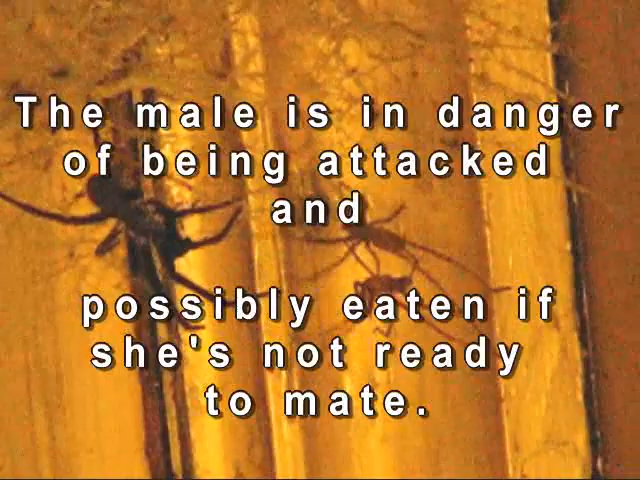 The male is in danger
of being attacked
and
possibly eaten if
she's not ready
to mate.